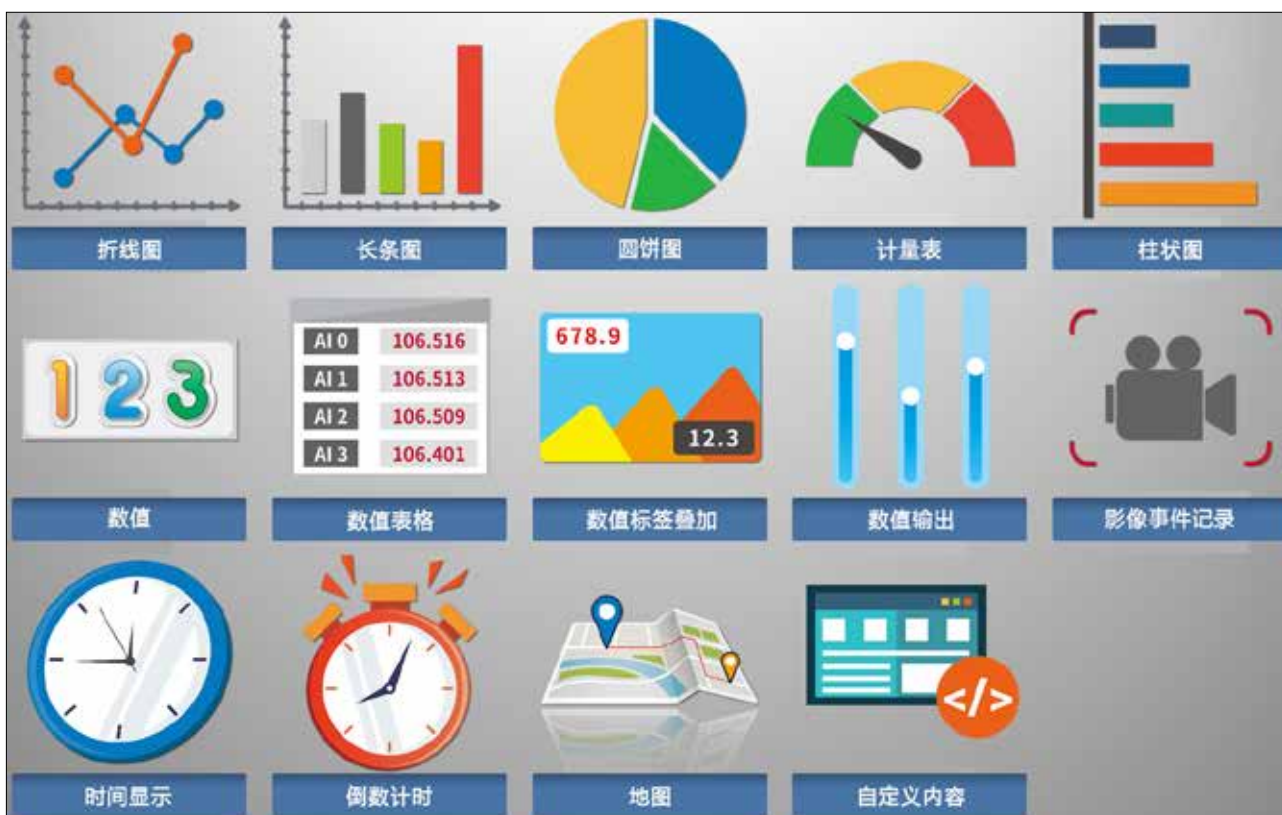 折线图
长条图
圆饼图
计量表
柱状图
1 2 3
AI 0 106.516
AI 1 106.513
AI 2 106.509
AI 3 106.401
678.9
12.3
数值
数值表格
数值标签叠加
数值输出
影像事件记录
</>
时间显示
倒数计时
地图
自定义内容